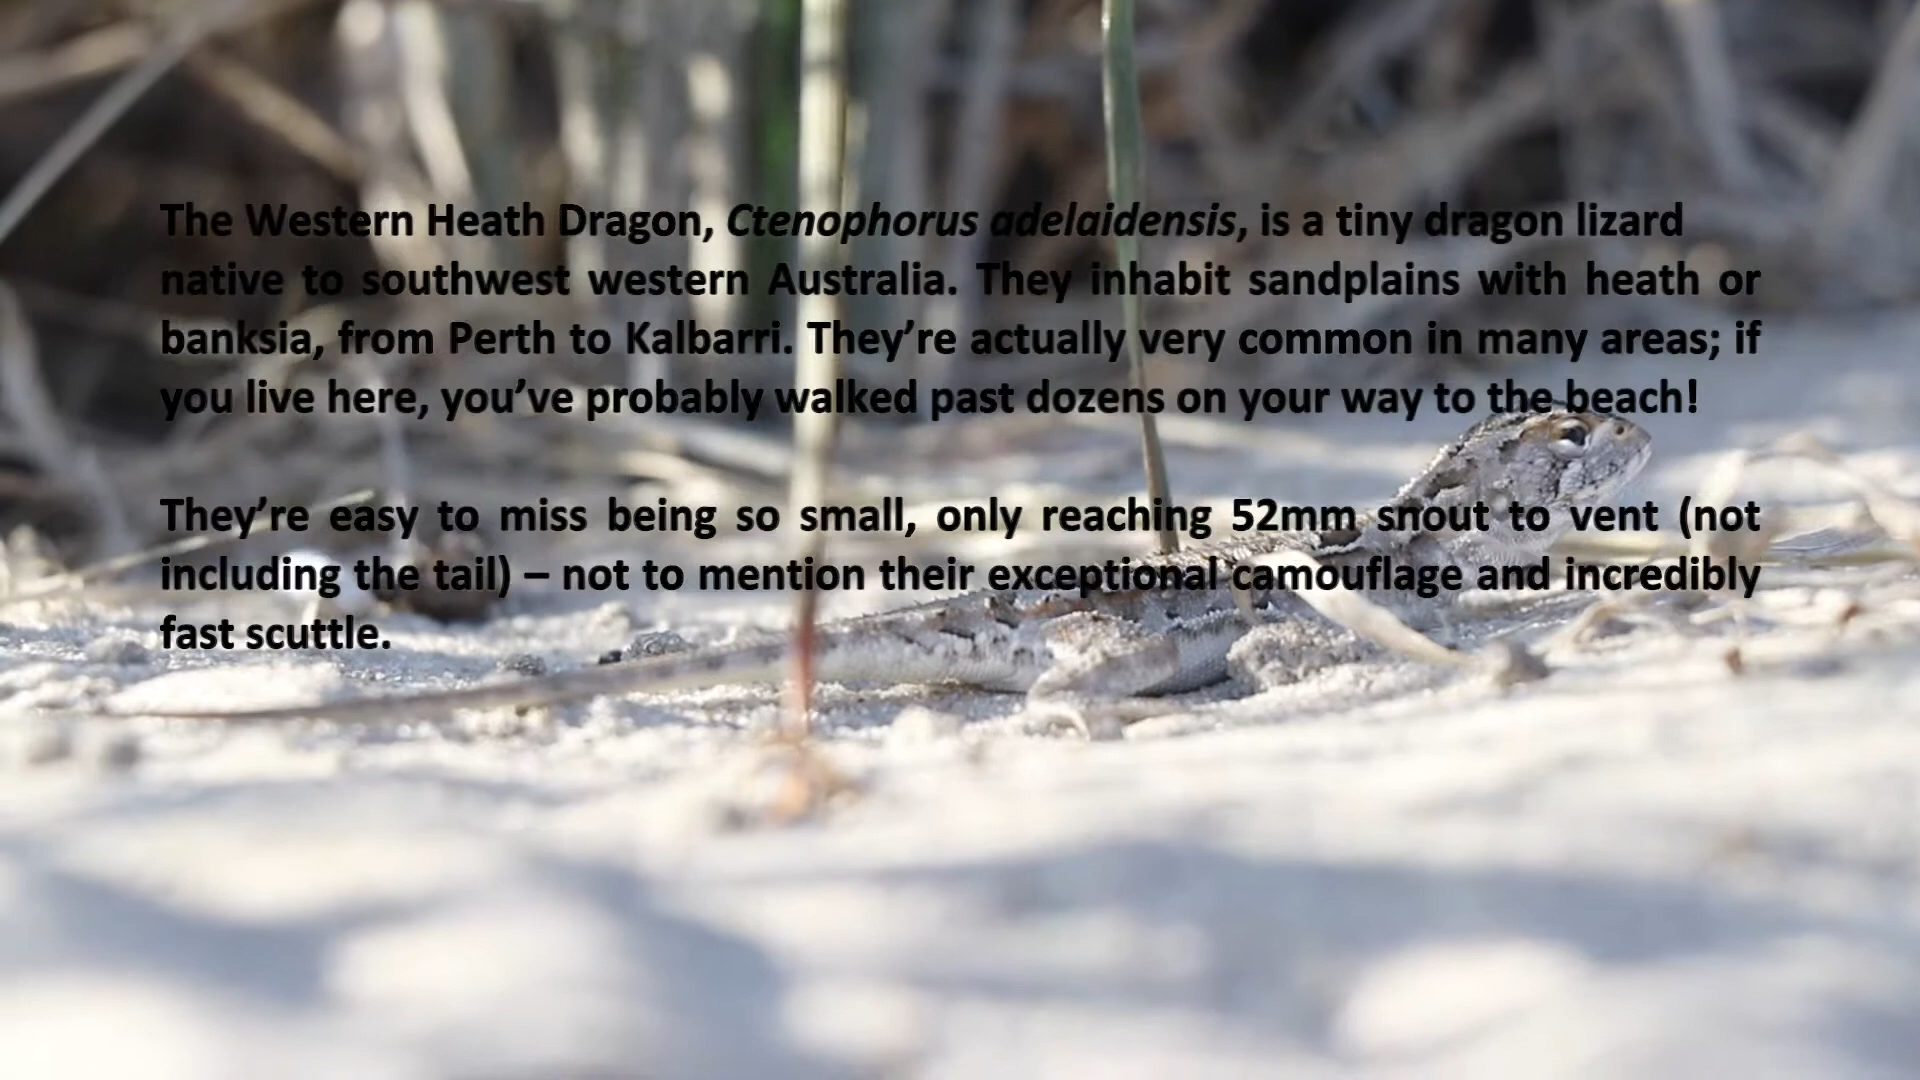 The Western Heath Dragon, Ctenophorus adelaidensis, is a tiny dragon lizard
native to southwest western Australia. They inhabit sandplains with heath or
banksia, from Perth to Kalbarri. They’re actually very common in many areas; if
you live here, you’ve probably walked past dozens on your way to the beach!
They’re easy to miss being so small, only reaching 52mm snout to vent (not
including the tail) – not to mention their exceptional camouflage and incredibly
fast scuttle.